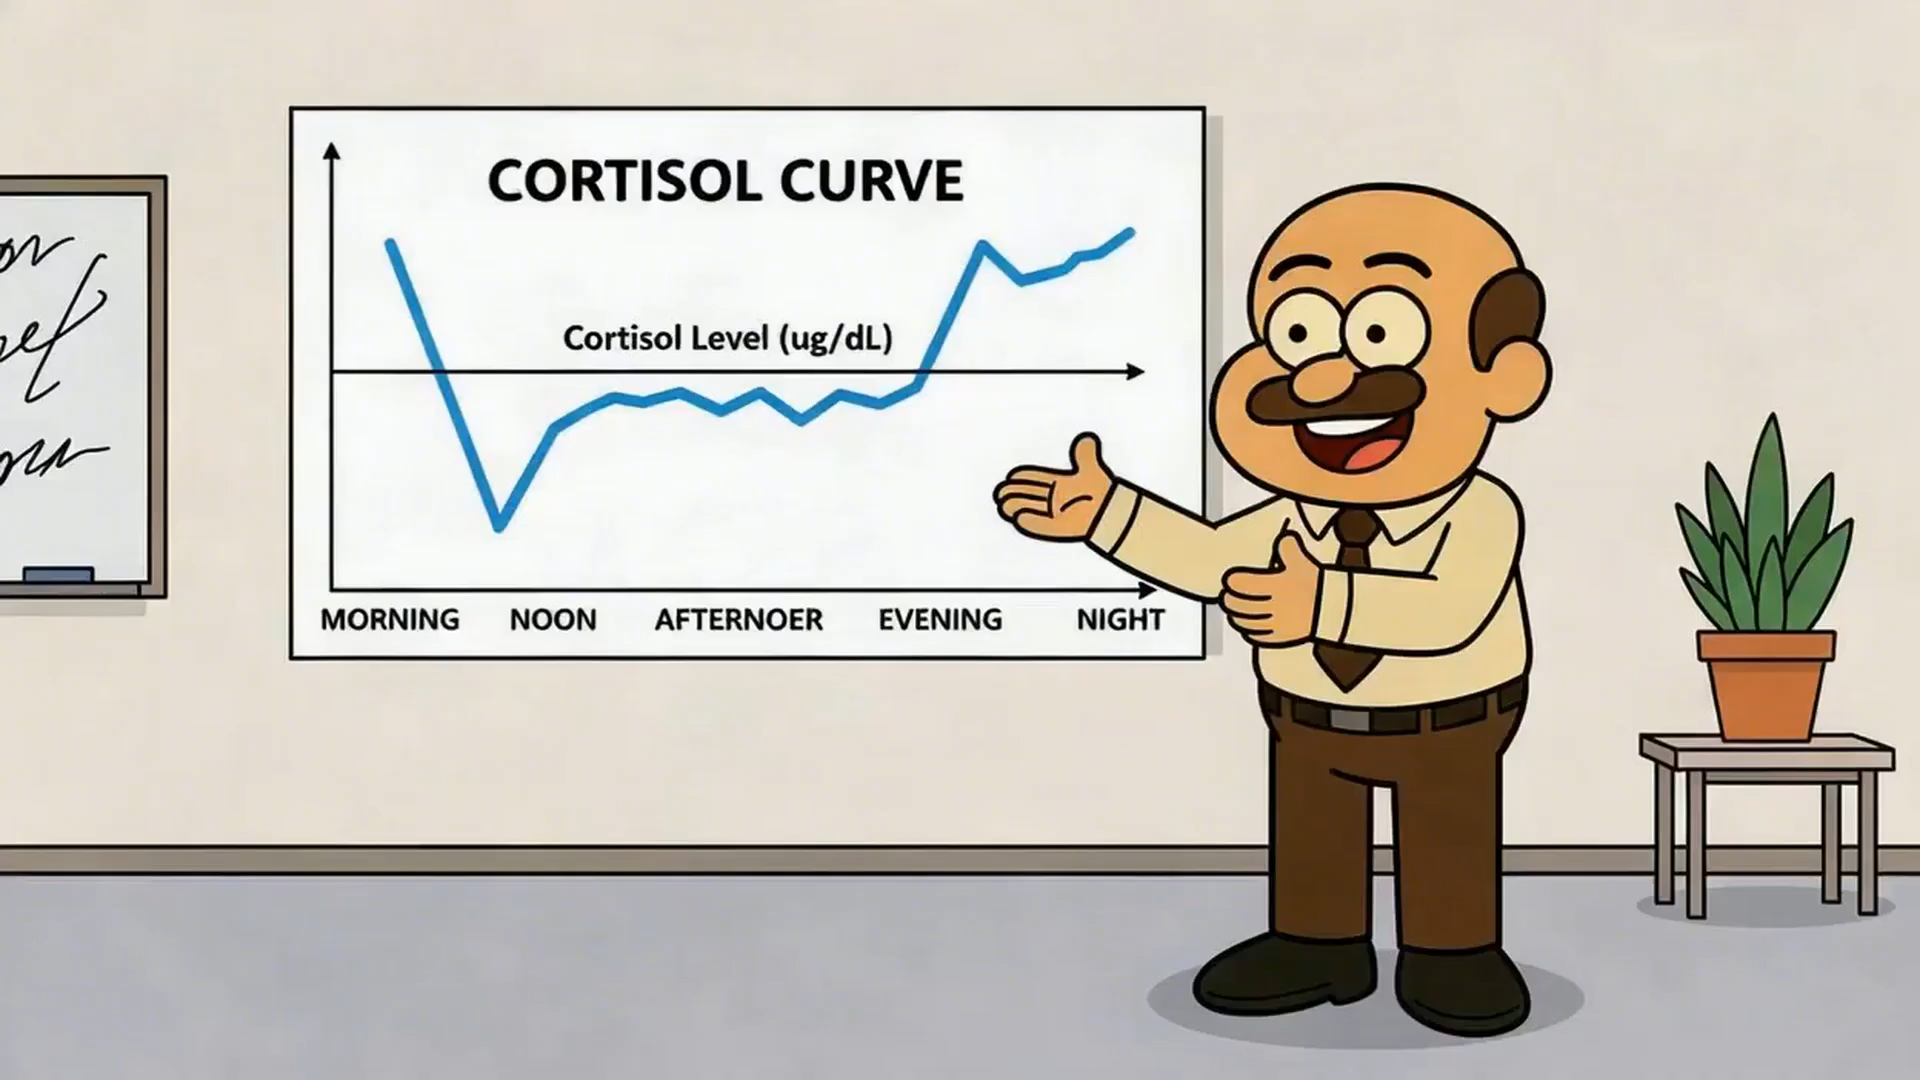 CORTISOL CURVE
Cortisol Level (ug/dL)
MORNING NOON AFTERNOER EVENING NIGHT